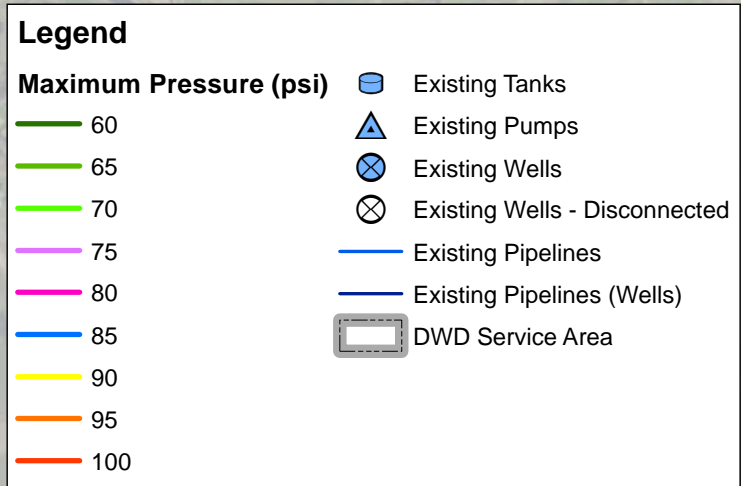 Legend
Maximum Pressure (psi)
60
65
70
75
80
85
90
95
100
Existing Tanks
Existing Pumps
Existing Wells
Existing Wells - Disconnected
Existing Pipelines
Existing Pipelines (Wells)
DWD Service Area